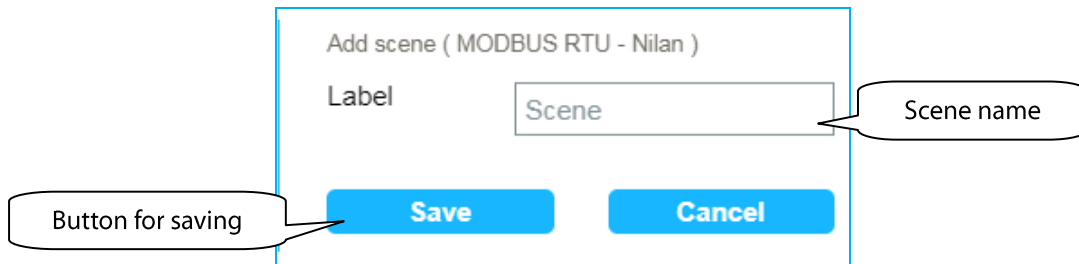 Add scene ( MODBUS RTU - Nilan )
Label
Scene
Scene name
Save
Cancel
Button for saving